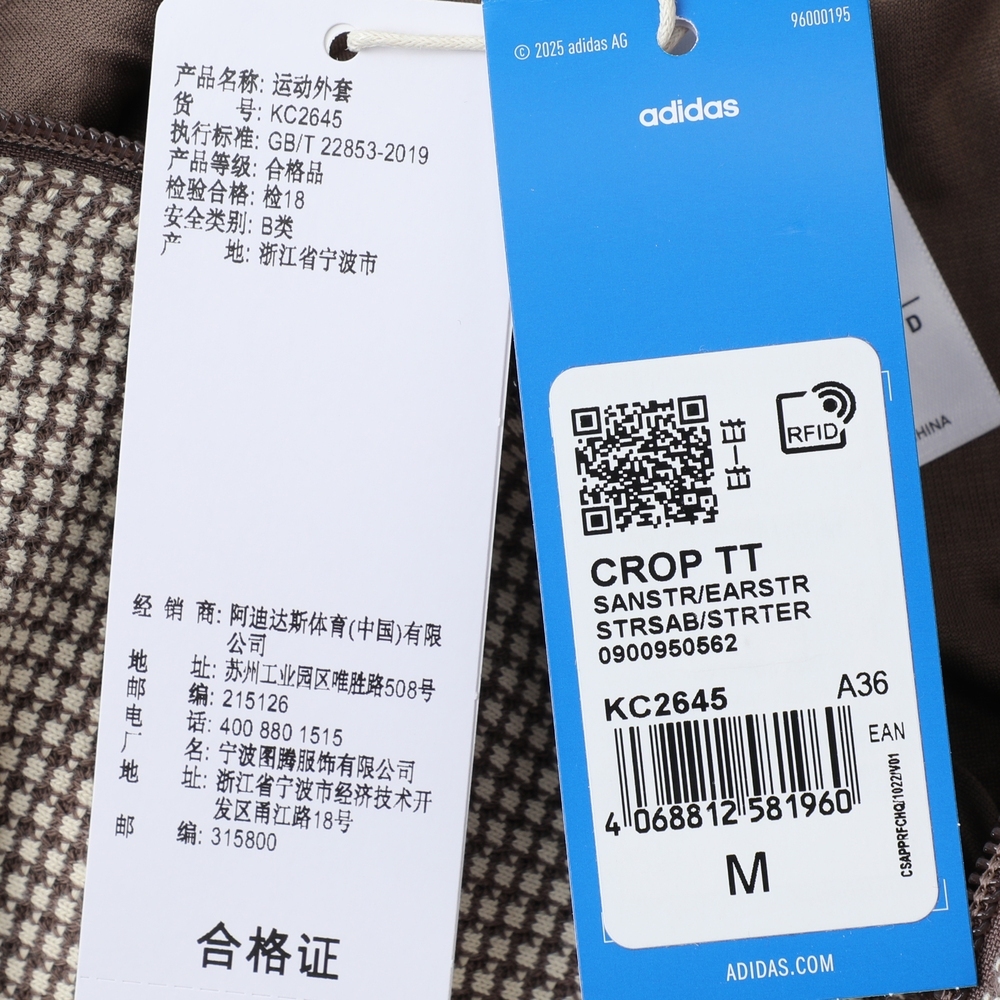 产品名称: 运动外套
货 号: KC2645
执行标准: GB/T 22853-2019
产品等级: 合格品
检验合格: 检18
安全类别: B类
产 地: 浙江省宁波市
经 销 商: 阿迪达斯体育(中国)有限
公司
地 址: 苏州工业园区唯胜路508号
邮 编: 215126
电 话: 400 880 1515
厂 名: 宁波图腾服饰有限公司
地 址: 浙江省宁波市经济技术开
发区甬江路18号
邮 编: 315800
合格证
© 2025 adidas AG
96000195
adidas
RFID
CROP TT
SANSTR/EARSTR
STRSAB/STRTER
0900950562
KC2645
A36
EAN
4 068812 581960
CSAPPRFCHQ/1022/V01
M
ADIDAS.COM
D